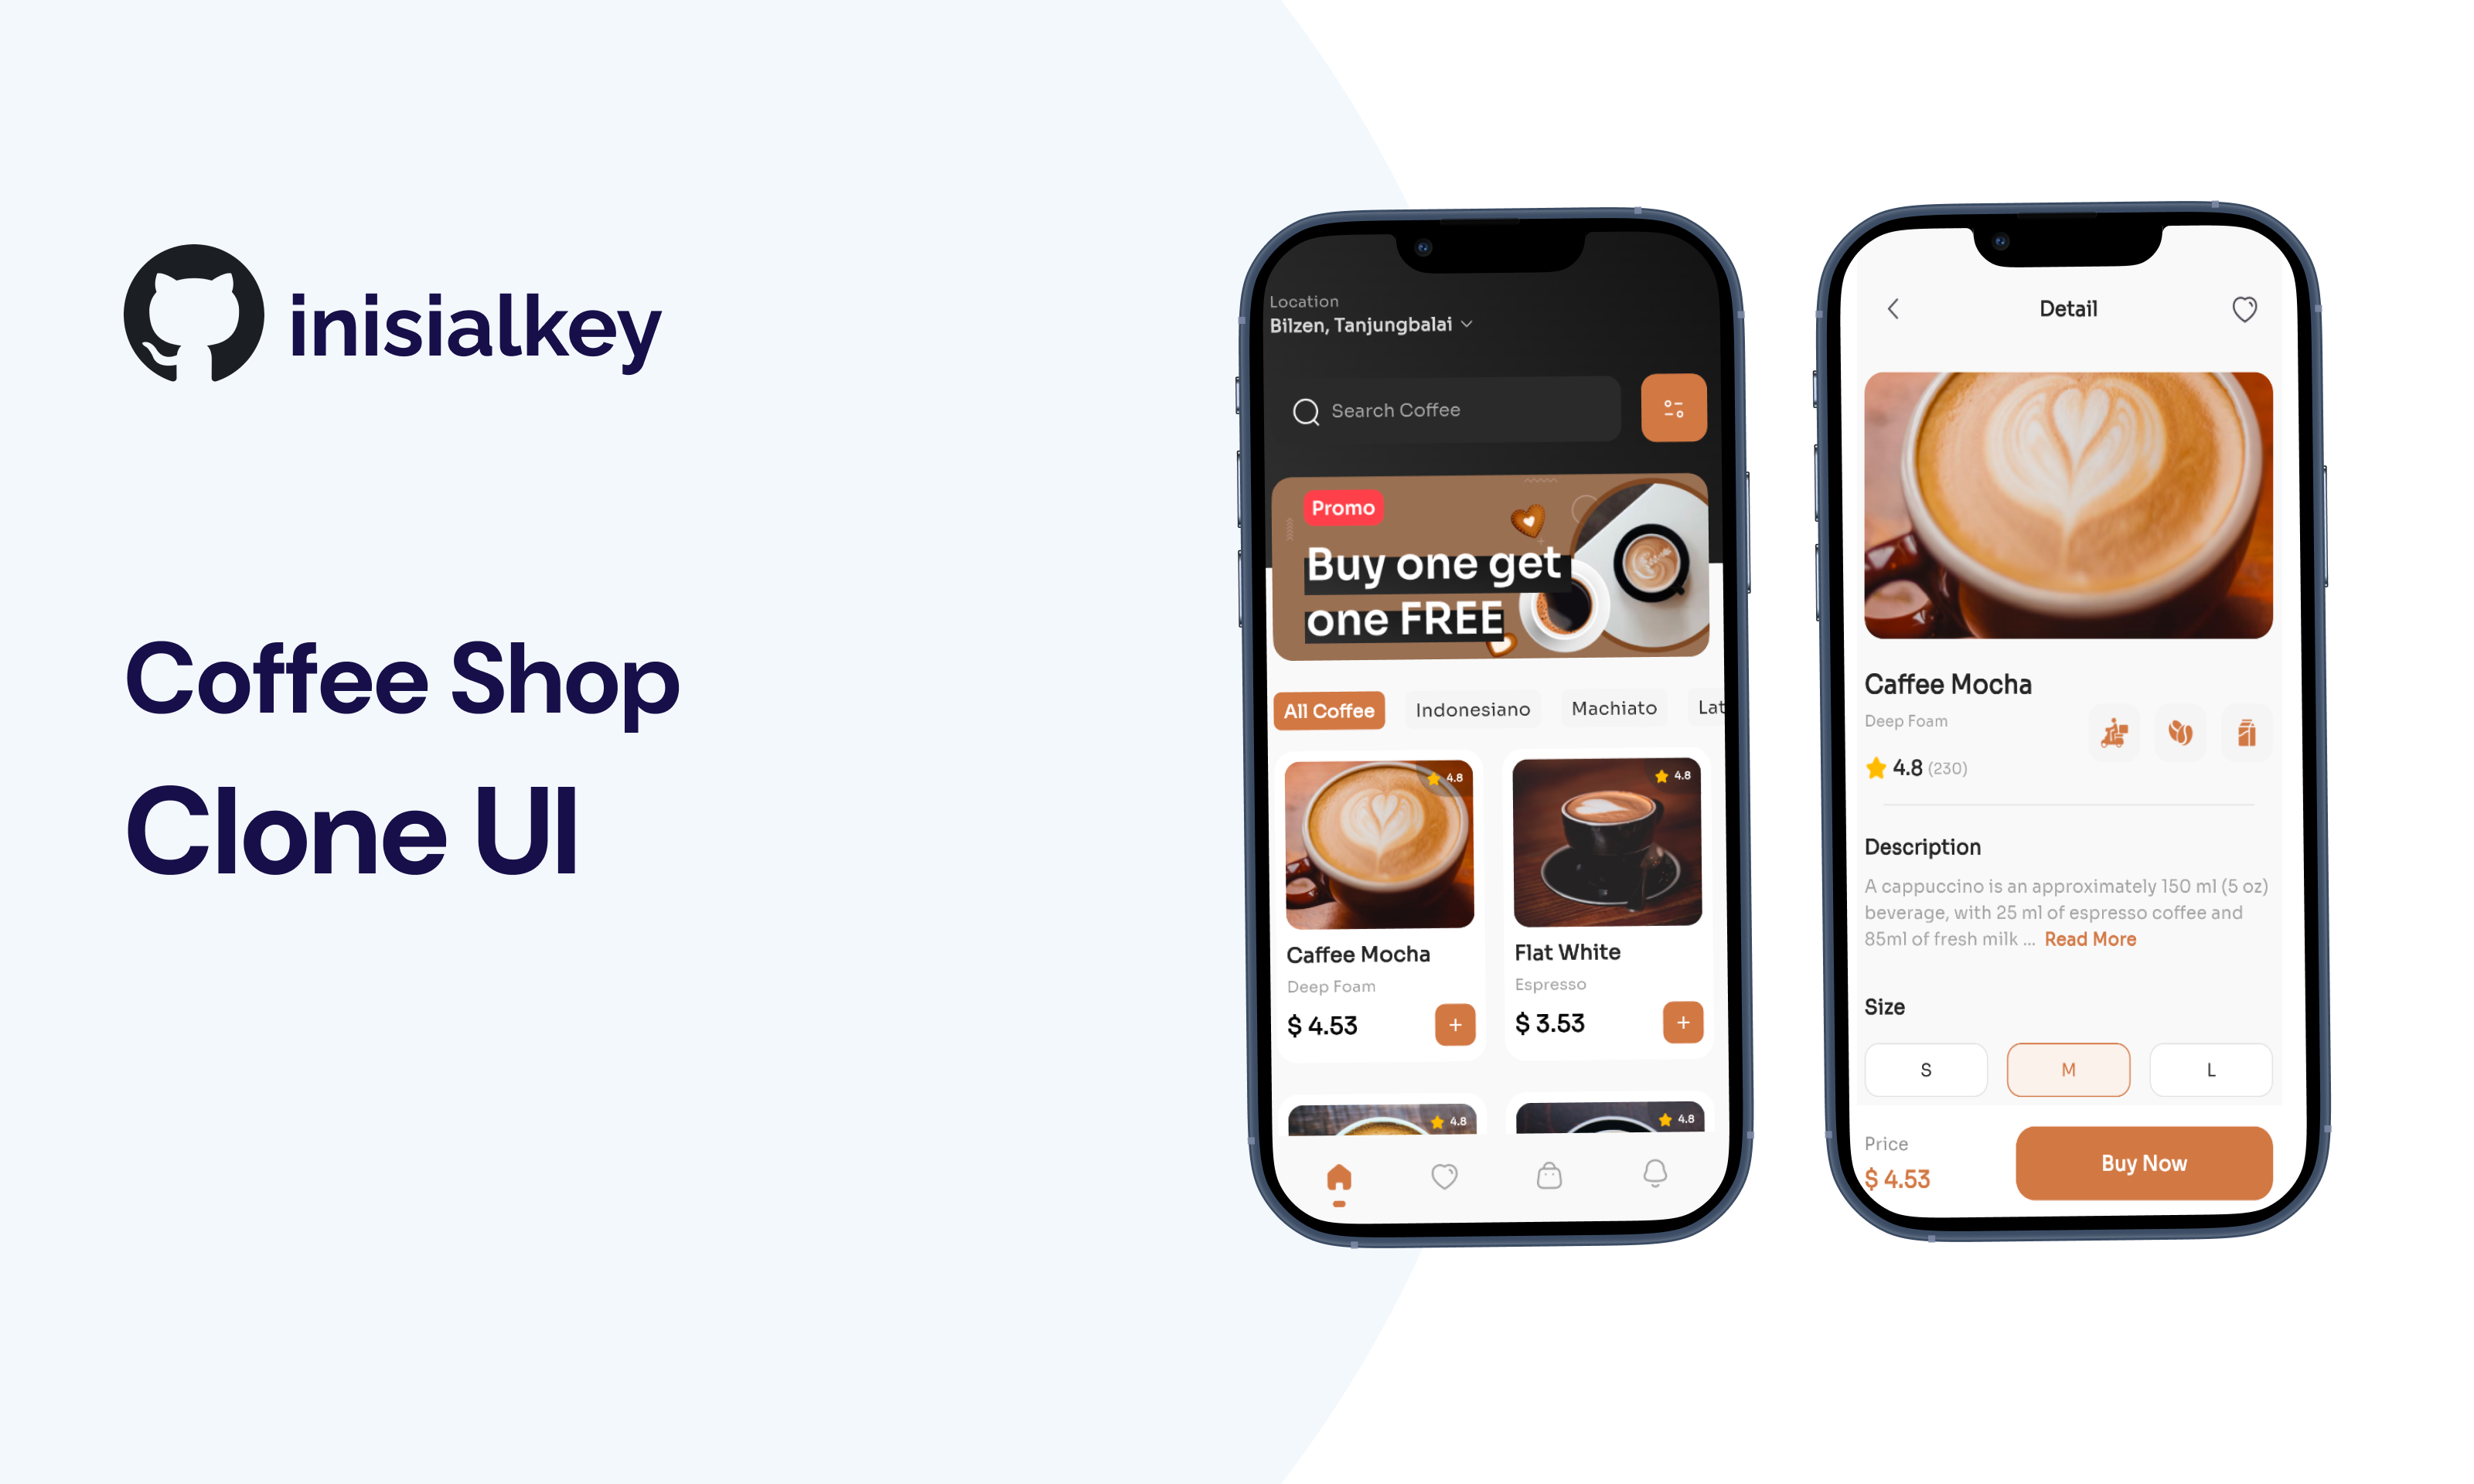 inisialkey
Coffee Shop
Clone UI
Location
Bilzen, Tanjungbalai
Search Coffee
Promo
Buy one get
one FREE
All Coffee
Indonesiano
Machiato
Lat
4.8
4.8
Caffee Mocha
Flat White
Deep Foam
Espresso
$ 4.53
+
$ 3.53
+
4.8
4.8
Detail
Caffee Mocha
Deep Foam
4.8 (230)
Description
A cappuccino is an approximately 150 ml (5 oz)
beverage, with 25 ml of espresso coffee and
85ml of fresh milk ... Read More
Size
S
M
L
Price
$ 4.53
Buy Now